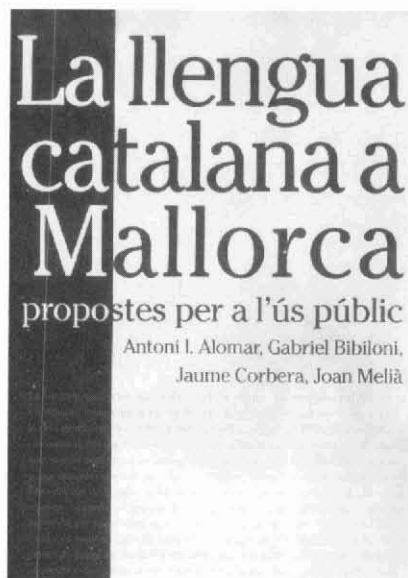 La llengua
catalana a
Mallorca
propostes per a l'ús públic
Antoni I. Alomar, Gabriel Bibiloni,
Jaume Corbera, Joan Melià